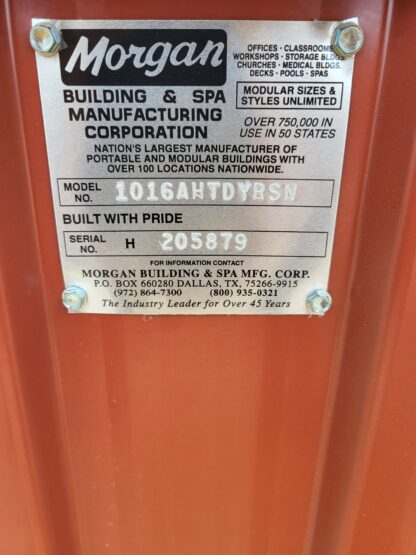 Morgan
OFFICES · CLASSROOMS
WORKSHOPS · STORAGE BLDGS.
CHURCHES · MEDICAL BLDGS.
DECKS · POOLS · SPAS
BUILDING & SPA
MANUFACTURING
CORPORATION
MODULAR SIZES &
STYLES UNLIMITED
OVER 750,000 IN
USE IN 50 STATES
NATION'S LARGEST MANUFACTURER OF
PORTABLE AND MODULAR BUILDINGS WITH
OVER 100 LOCATIONS NATIONWIDE.
MODEL NO. 1016AHTDYRSN
BUILT WITH PRIDE
SERIAL NO. H 205879
FOR INFORMATION CONTACT
MORGAN BUILDING & SPA MFG. CORP.
P.O. BOX 660280 DALLAS, TX, 75266-9915
(972) 864-7300 (800) 935-0321
The Industry Leader for Over 45 Years